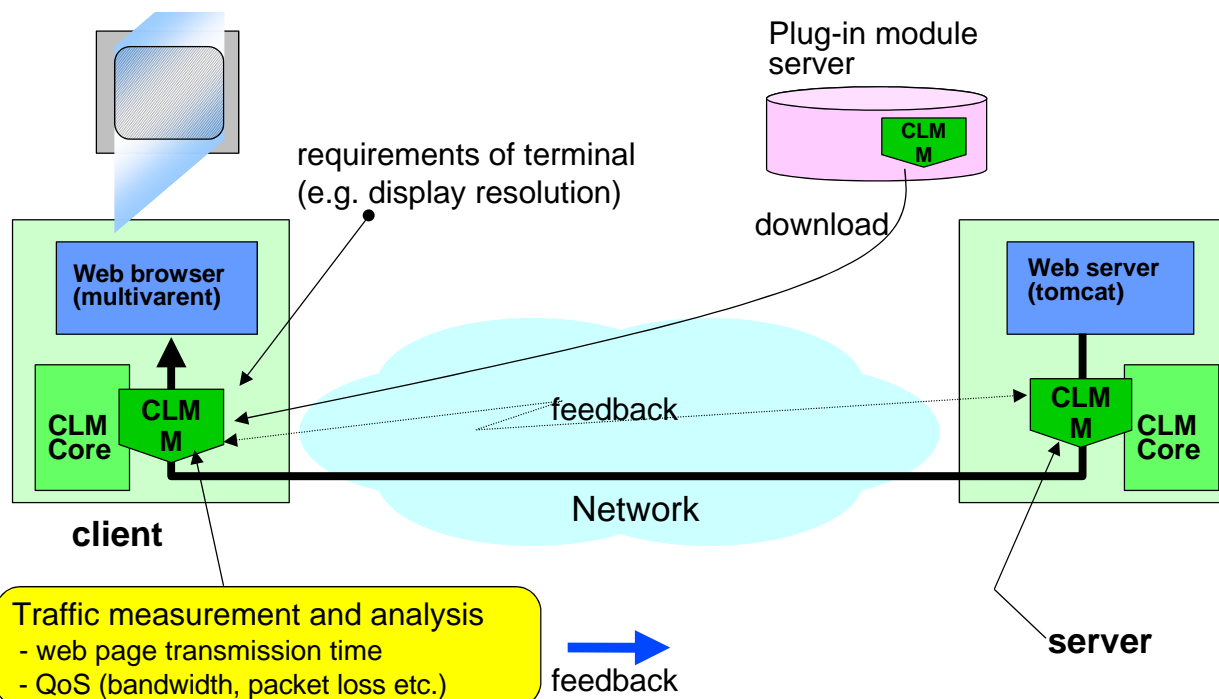 Plug-in module
server
CLM
M
requirements of terminal
(e.g. display resolution)
download
Web browser
(multivarent)
Web server
(tomcat)
CLM
Core
CLM
M
feedback
CLM
M
CLM
Core
Network
client
Traffic measurement and analysis
- web page transmission time
- QoS (bandwidth, packet loss etc.)
feedback
server